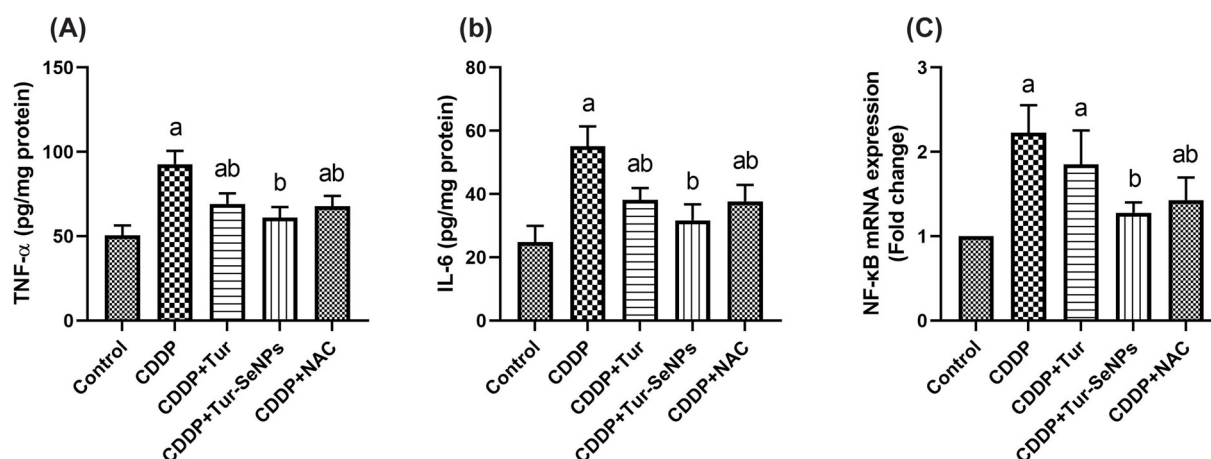 (A)
TNF-α (pg/mg protein)
150
100
50
0
a
ab
b
ab
Control
CDDP
CDDP+Tur
CDDP+Tur-SeNPs
CDDP+NAC
(b)
IL-6 (pg/mg protein)
80
60
40
20
0
a
ab
b
ab
Control
CDDP
CDDP+Tur
CDDP+Tur-SeNPs
CDDP+NAC
(C)
NF-κB mRNA expression
(Fold change)
3
2
1
0
a
a
b
ab
Control
CDDP
CDDP+Tur
CDDP+Tur-SeNPs
CDDP+NAC